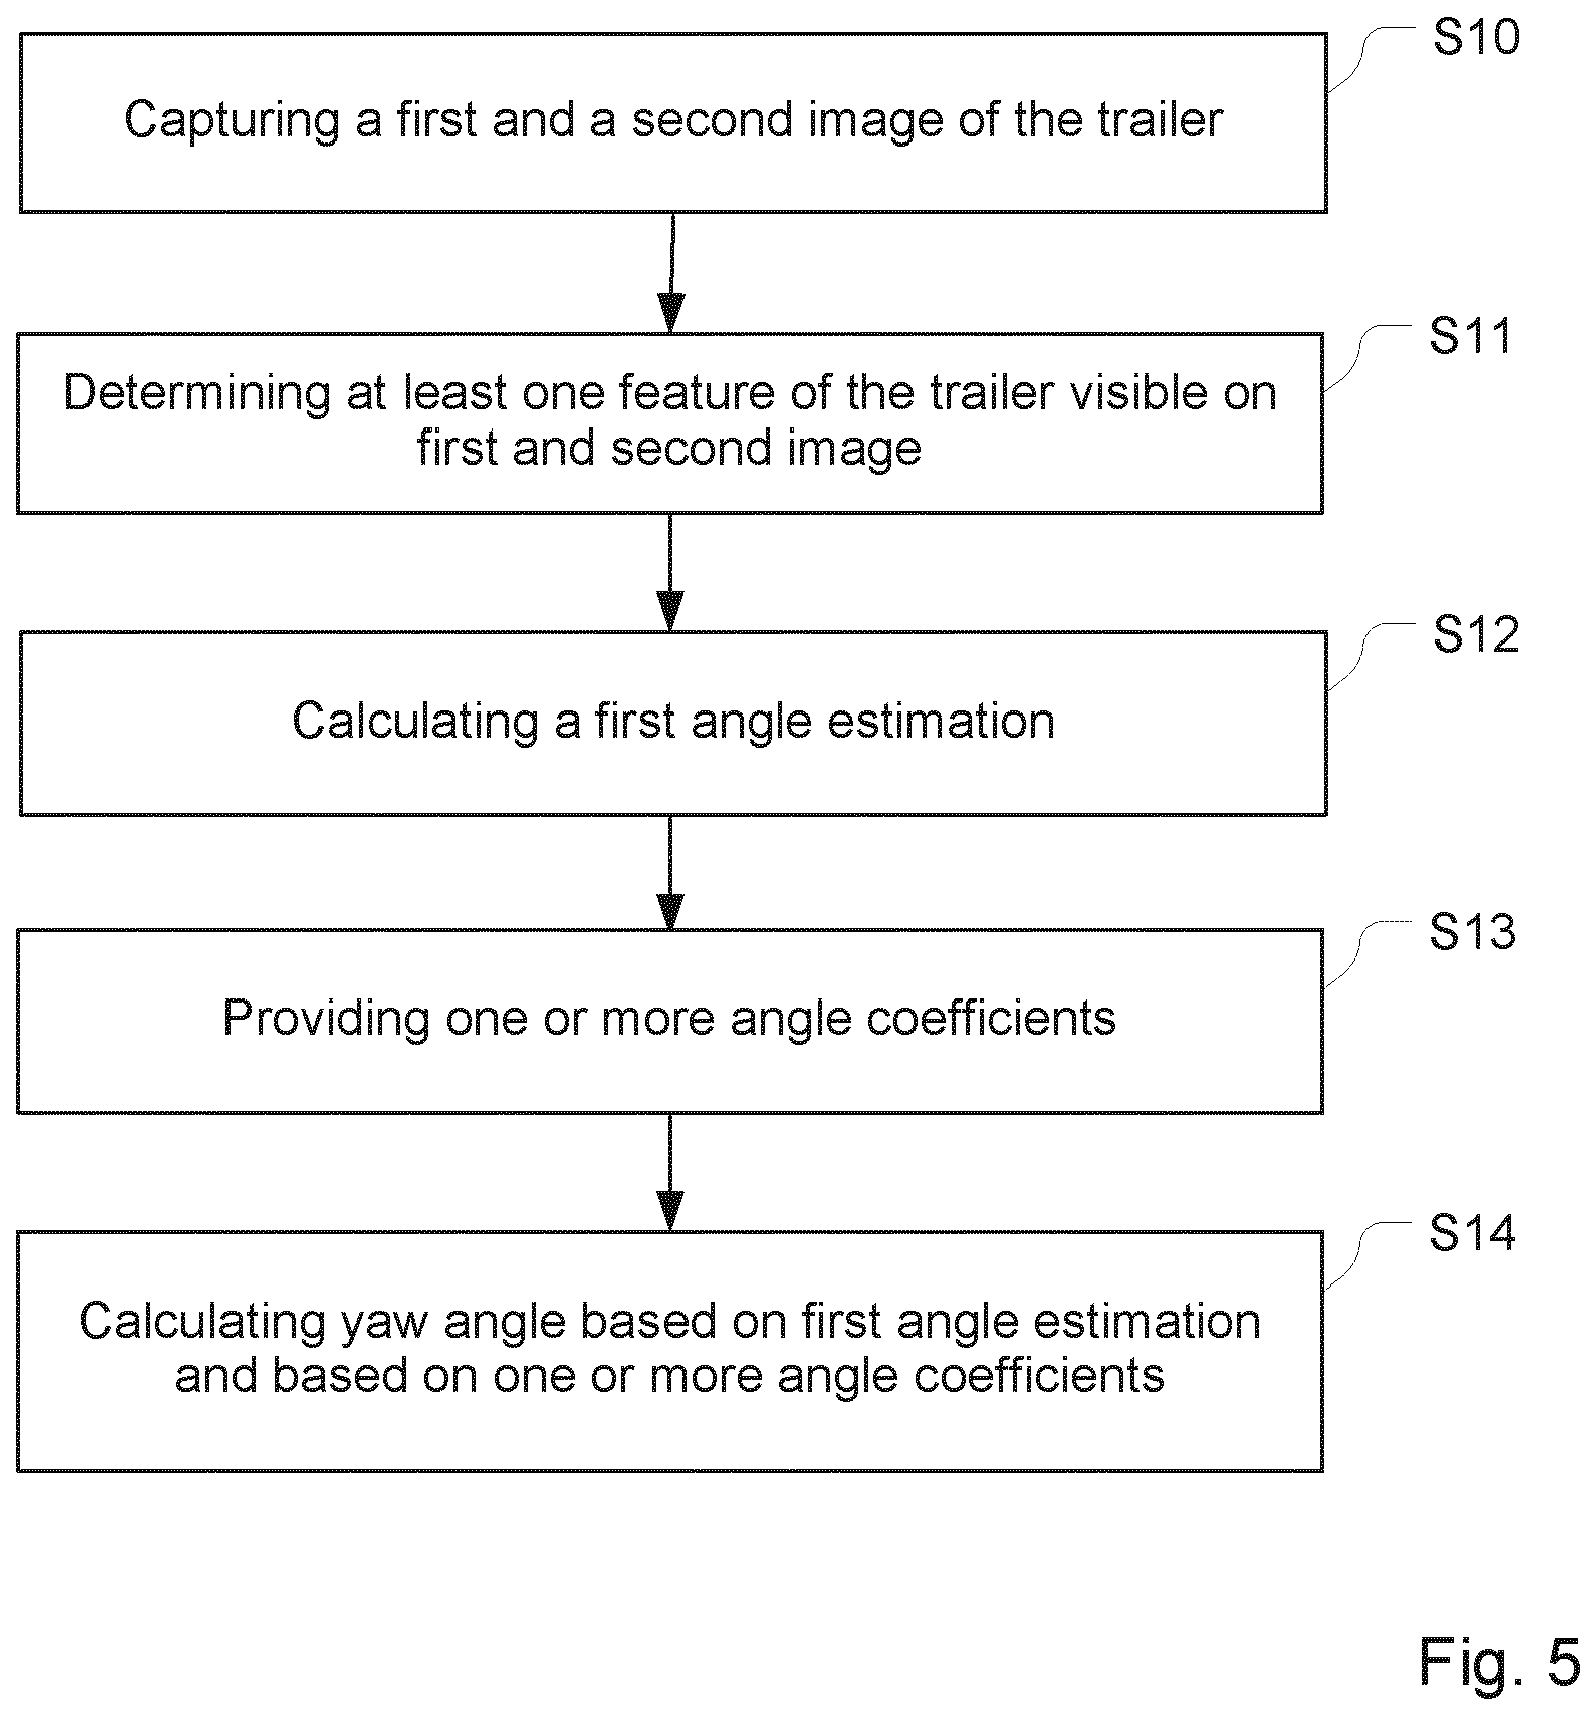 S10
Capturing a first and a second image of the trailer
S11
Determining at least one feature of the trailer visible on
first and second image
S12
Calculating a first angle estimation
S13
Providing one or more angle coefficients
S14
Calculating yaw angle based on first angle estimation
and based on one or more angle coefficients
Fig. 5